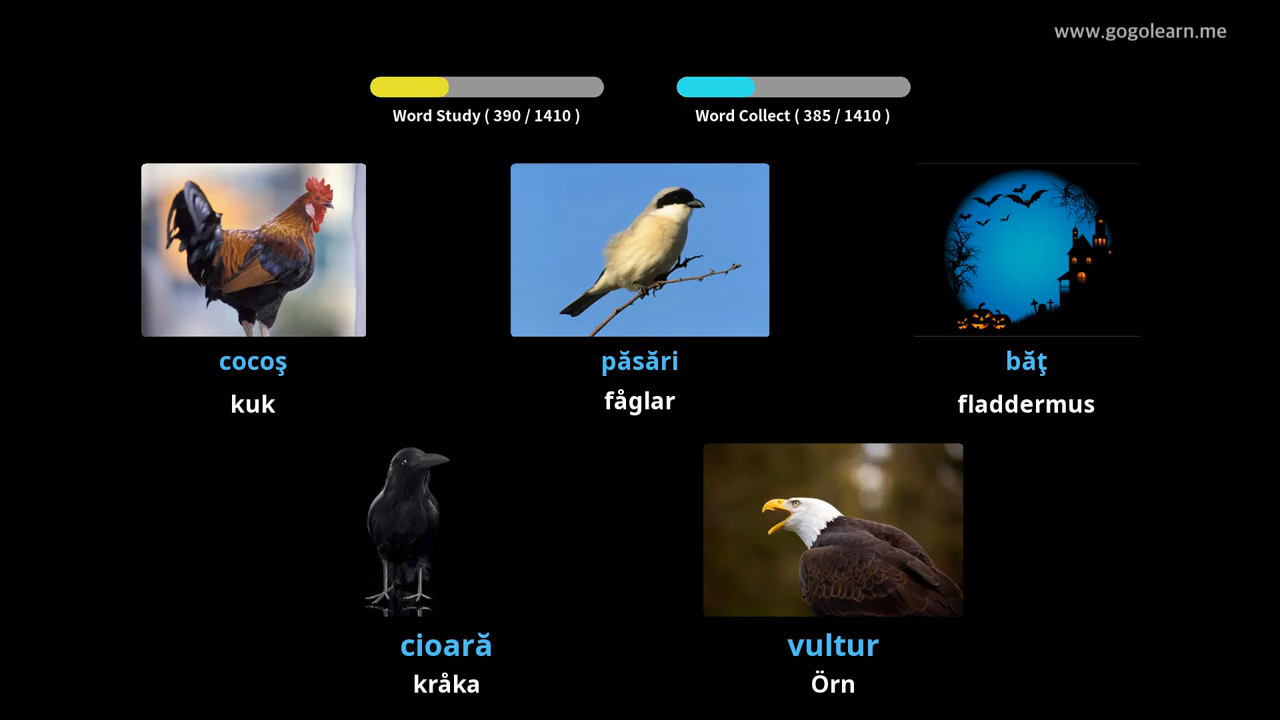 www.gogolearn.me
Word Study ( 390 / 1410 )
Word Collect ( 385 / 1410 )
cocoş
păsări
băţ
kuk
fåglar
fladdermus
cioară
vultur
kråka
Örn